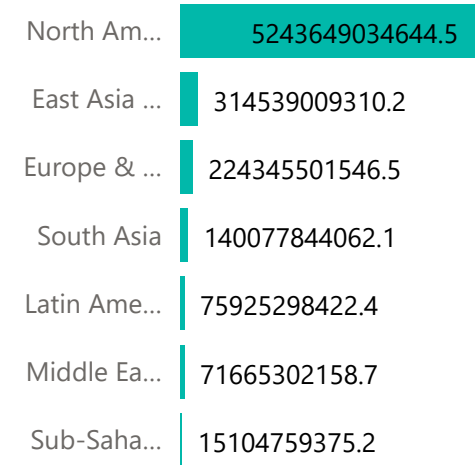 North Am... 5243649034644.5
East Asia ... 314539009310.2
Europe & ... 224345501546.5
South Asia 140077844062.1
Latin Ame... 75925298422.4
Middle Ea... 71665302158.7
Sub-Saha... 15104759375.2